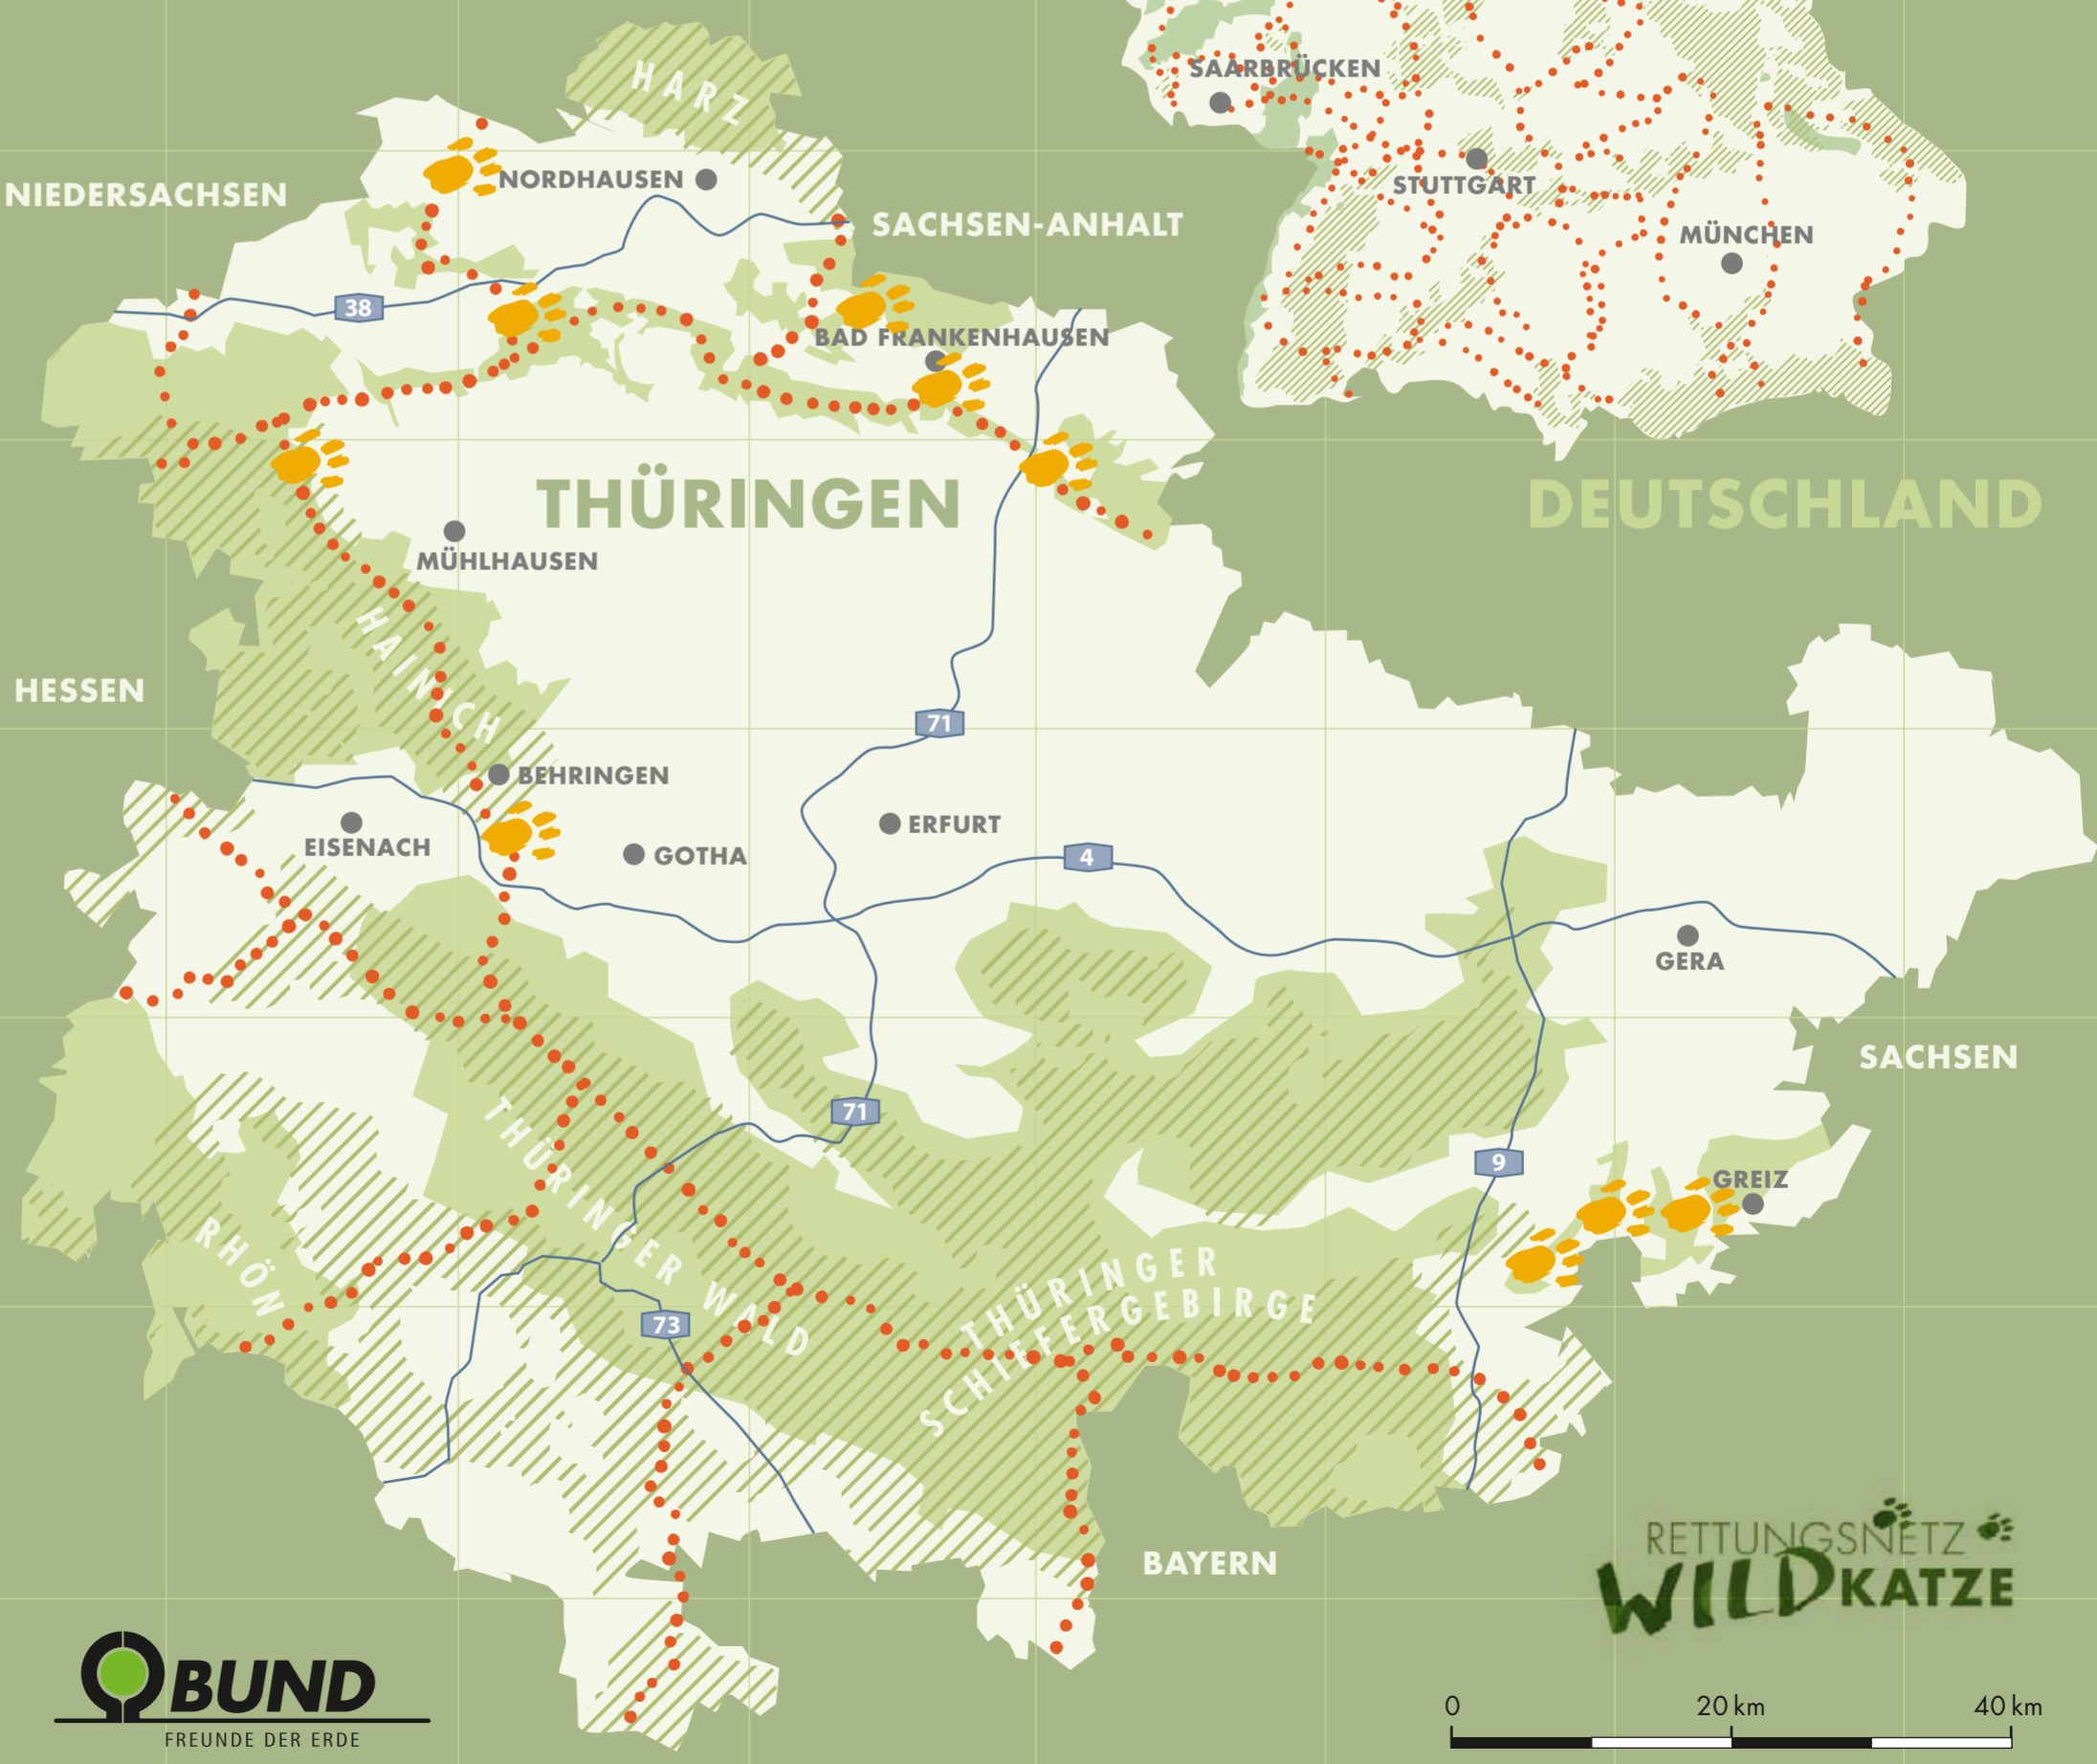 HARZ
SAARBRÜCKEN
NIEDERSACHSEN
NORDHAUSEN
STUTTGART
SACHSEN-ANHALT
MÜNCHEN
38
BAD FRANKENHAUSEN
THÜRINGEN
DEUTSCHLAND
MÜHLHAUSEN
HAINICH
HESSEN
71
BEHRINGEN
ERFURT
EISENACH
GOTHA
4
GERA
SACHSEN
71
THÜRINGER WALD
9
GREIZ
RHÖN
THÜRINGER
SCHIEFERGEBIRGE
73
BAYERN
RETTUNGSNETZ
WILDKATZE
BUND
FREUNDE DER ERDE
0 20 km 40 km